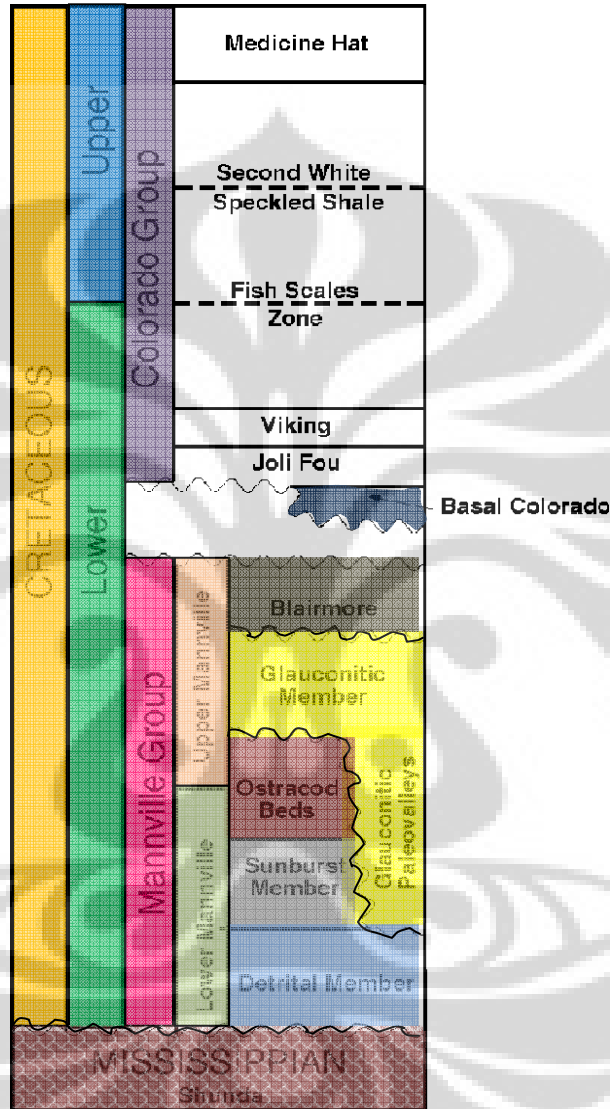 Medicine Hat
Upper
Second White
Speckled Shale
Colorado Group
Fish Scales
Zone
CRETACEOUS
Viking
Joli Fou
Basal Colorado
Lower
Blairmore
Upper Mannville
Glauconitic
Member
Mannville Group
Ostracod
Beds
Glauconitic
Paleovalleys
Sunburst
Member
Lower Mannville
Detrital Member
MISSISSIPPIAN
Shunda